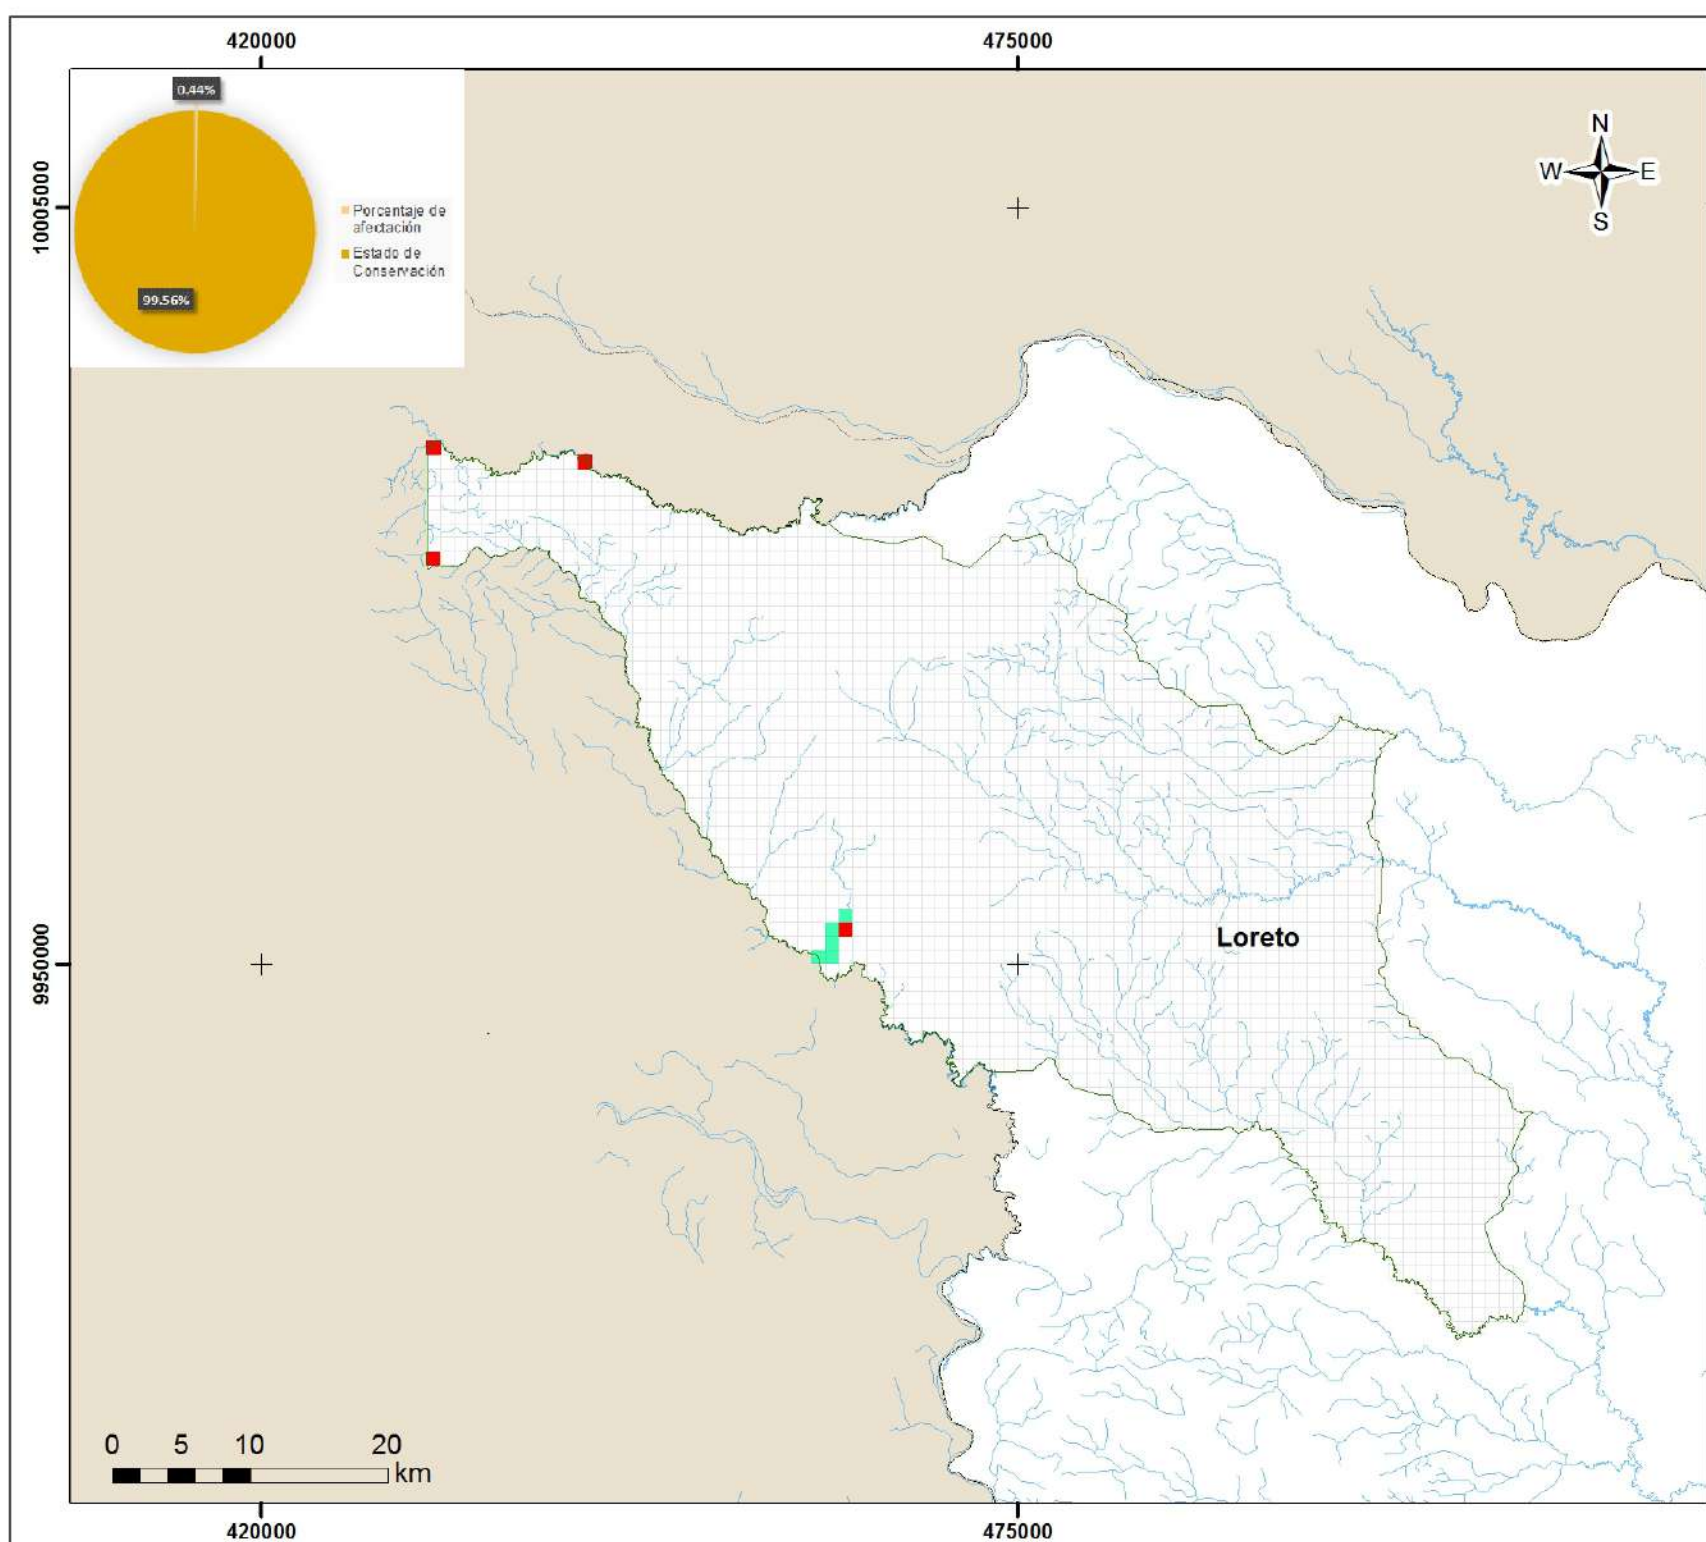 420000 475000
0.44%
N
W E
S
10005000
Porcentaje de
afectación
Estado de
Conservación
99.56%
Loreto
9950000
0 5 10 20
km
420000 475000